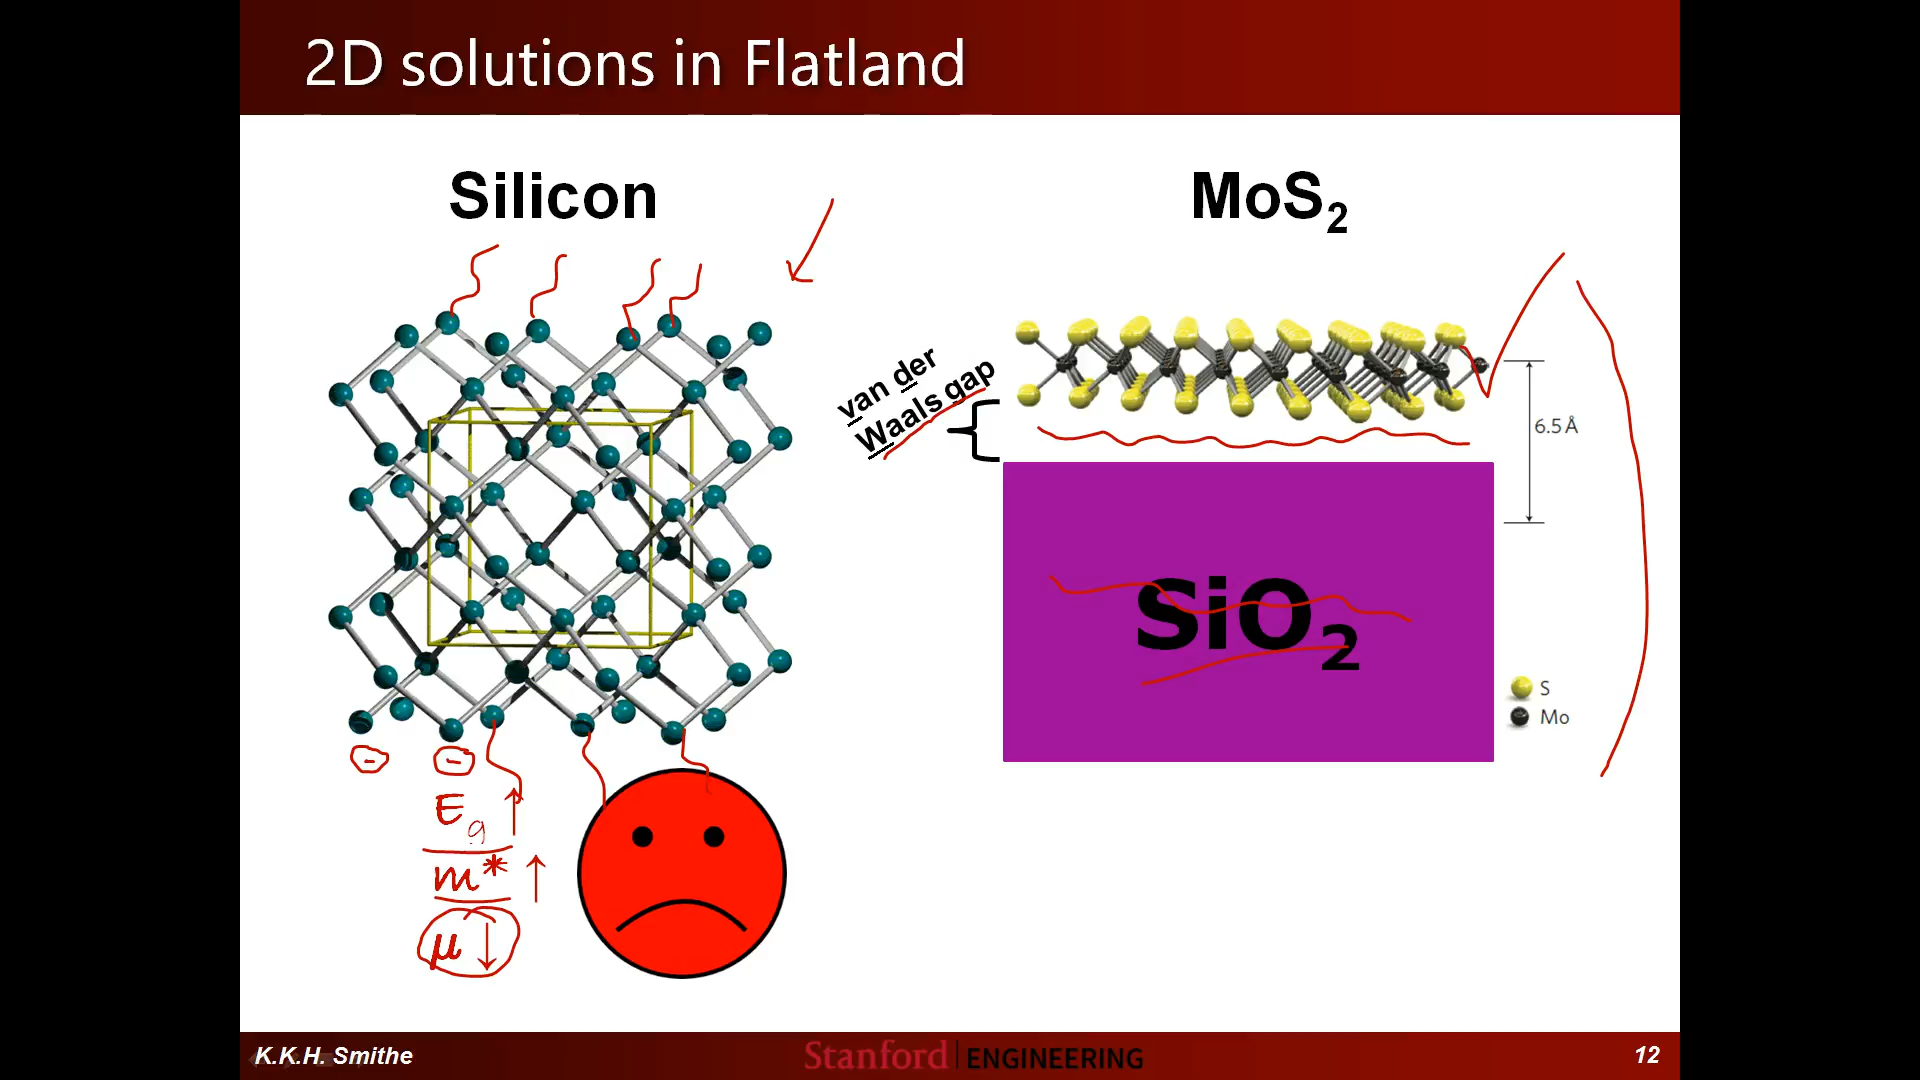 2D solutions in Flatland
Silicon
MoS₂
van der
Waals gap
6.5 Å
SiO₂
S
Mo
-
-
Eg ↑
m* ↑
μ ↓
K.K.H. Smithe
Stanford | ENGINEERING
12